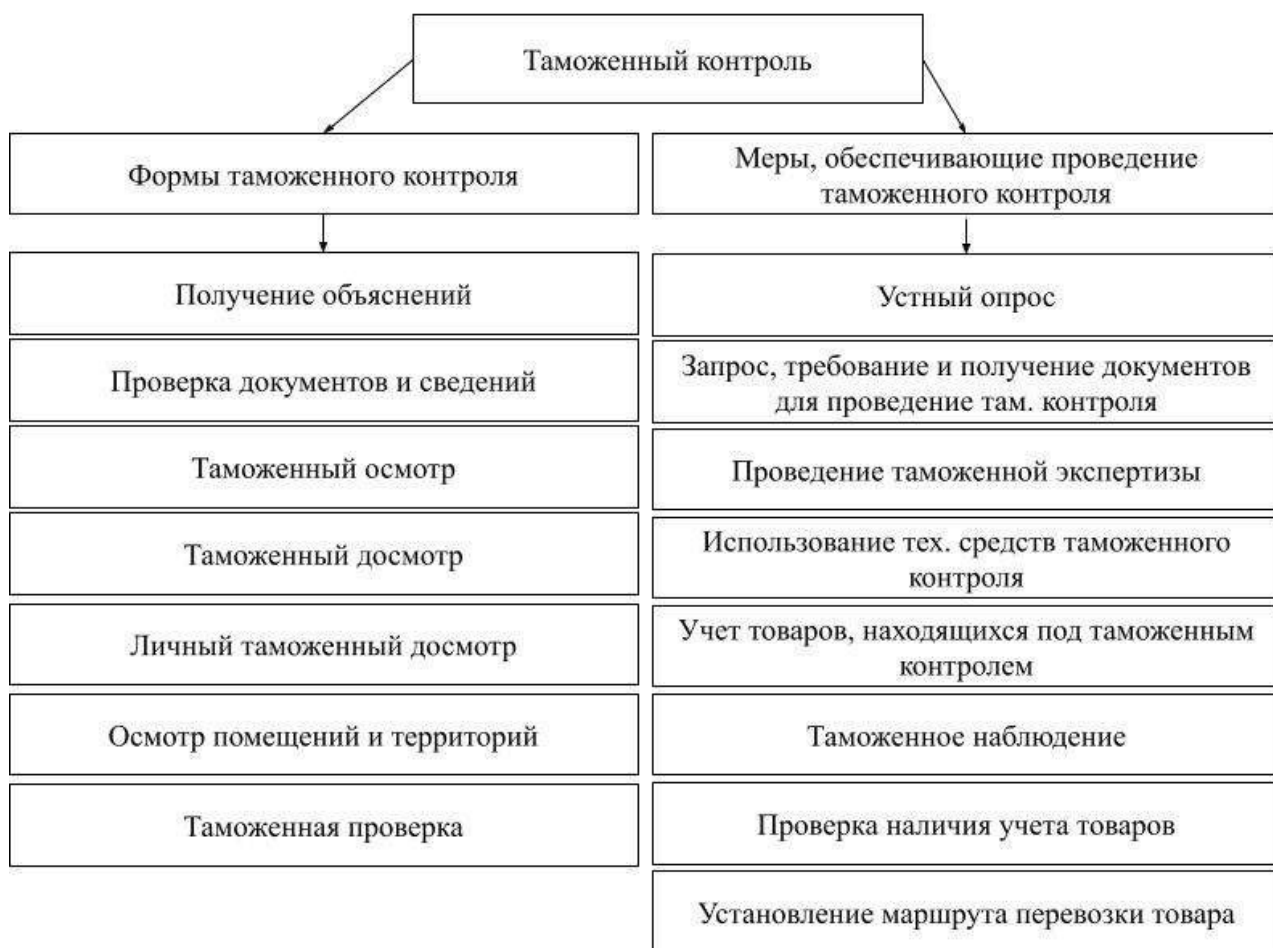 Таможенный контроль
Формы таможенного контроля
Меры, обеспечивающие проведение
таможенного контроля
Получение объяснений
Проверка документов и сведений
Таможенный осмотр
Таможенный досмотр
Личный таможенный досмотр
Осмотр помещений и территорий
Таможенная проверка
Устный опрос
Запрос, требование и получение документов
для проведение там. контроля
Проведение таможенной экспертизы
Использование тех. средств таможенного
контроля
Учет товаров, находящихся под таможенным
контролем
Таможенное наблюдение
Проверка наличия учета товаров
Установление маршрута перевозки товара